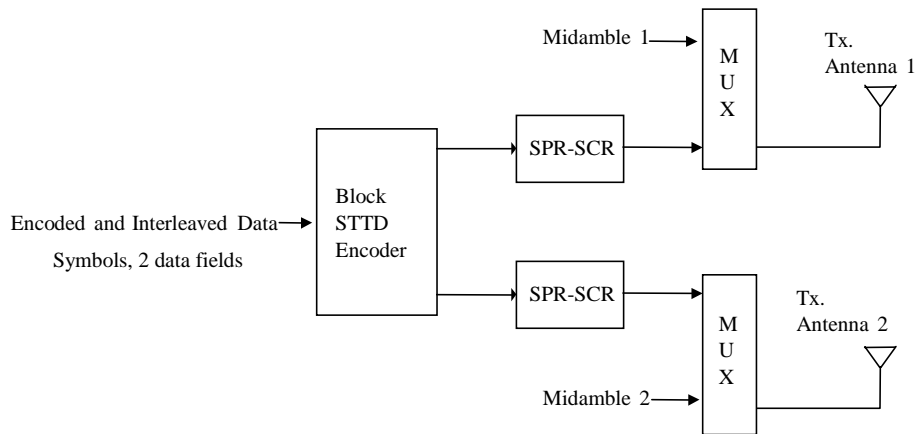 Midamble 1
M
U
X
Tx.
Antenna 1
SPR-SCR
Block
STTD
Encoder
Encoded and Interleaved Data
Symbols, 2 data fields
SPR-SCR
M
U
X
Tx.
Antenna 2
Midamble 2